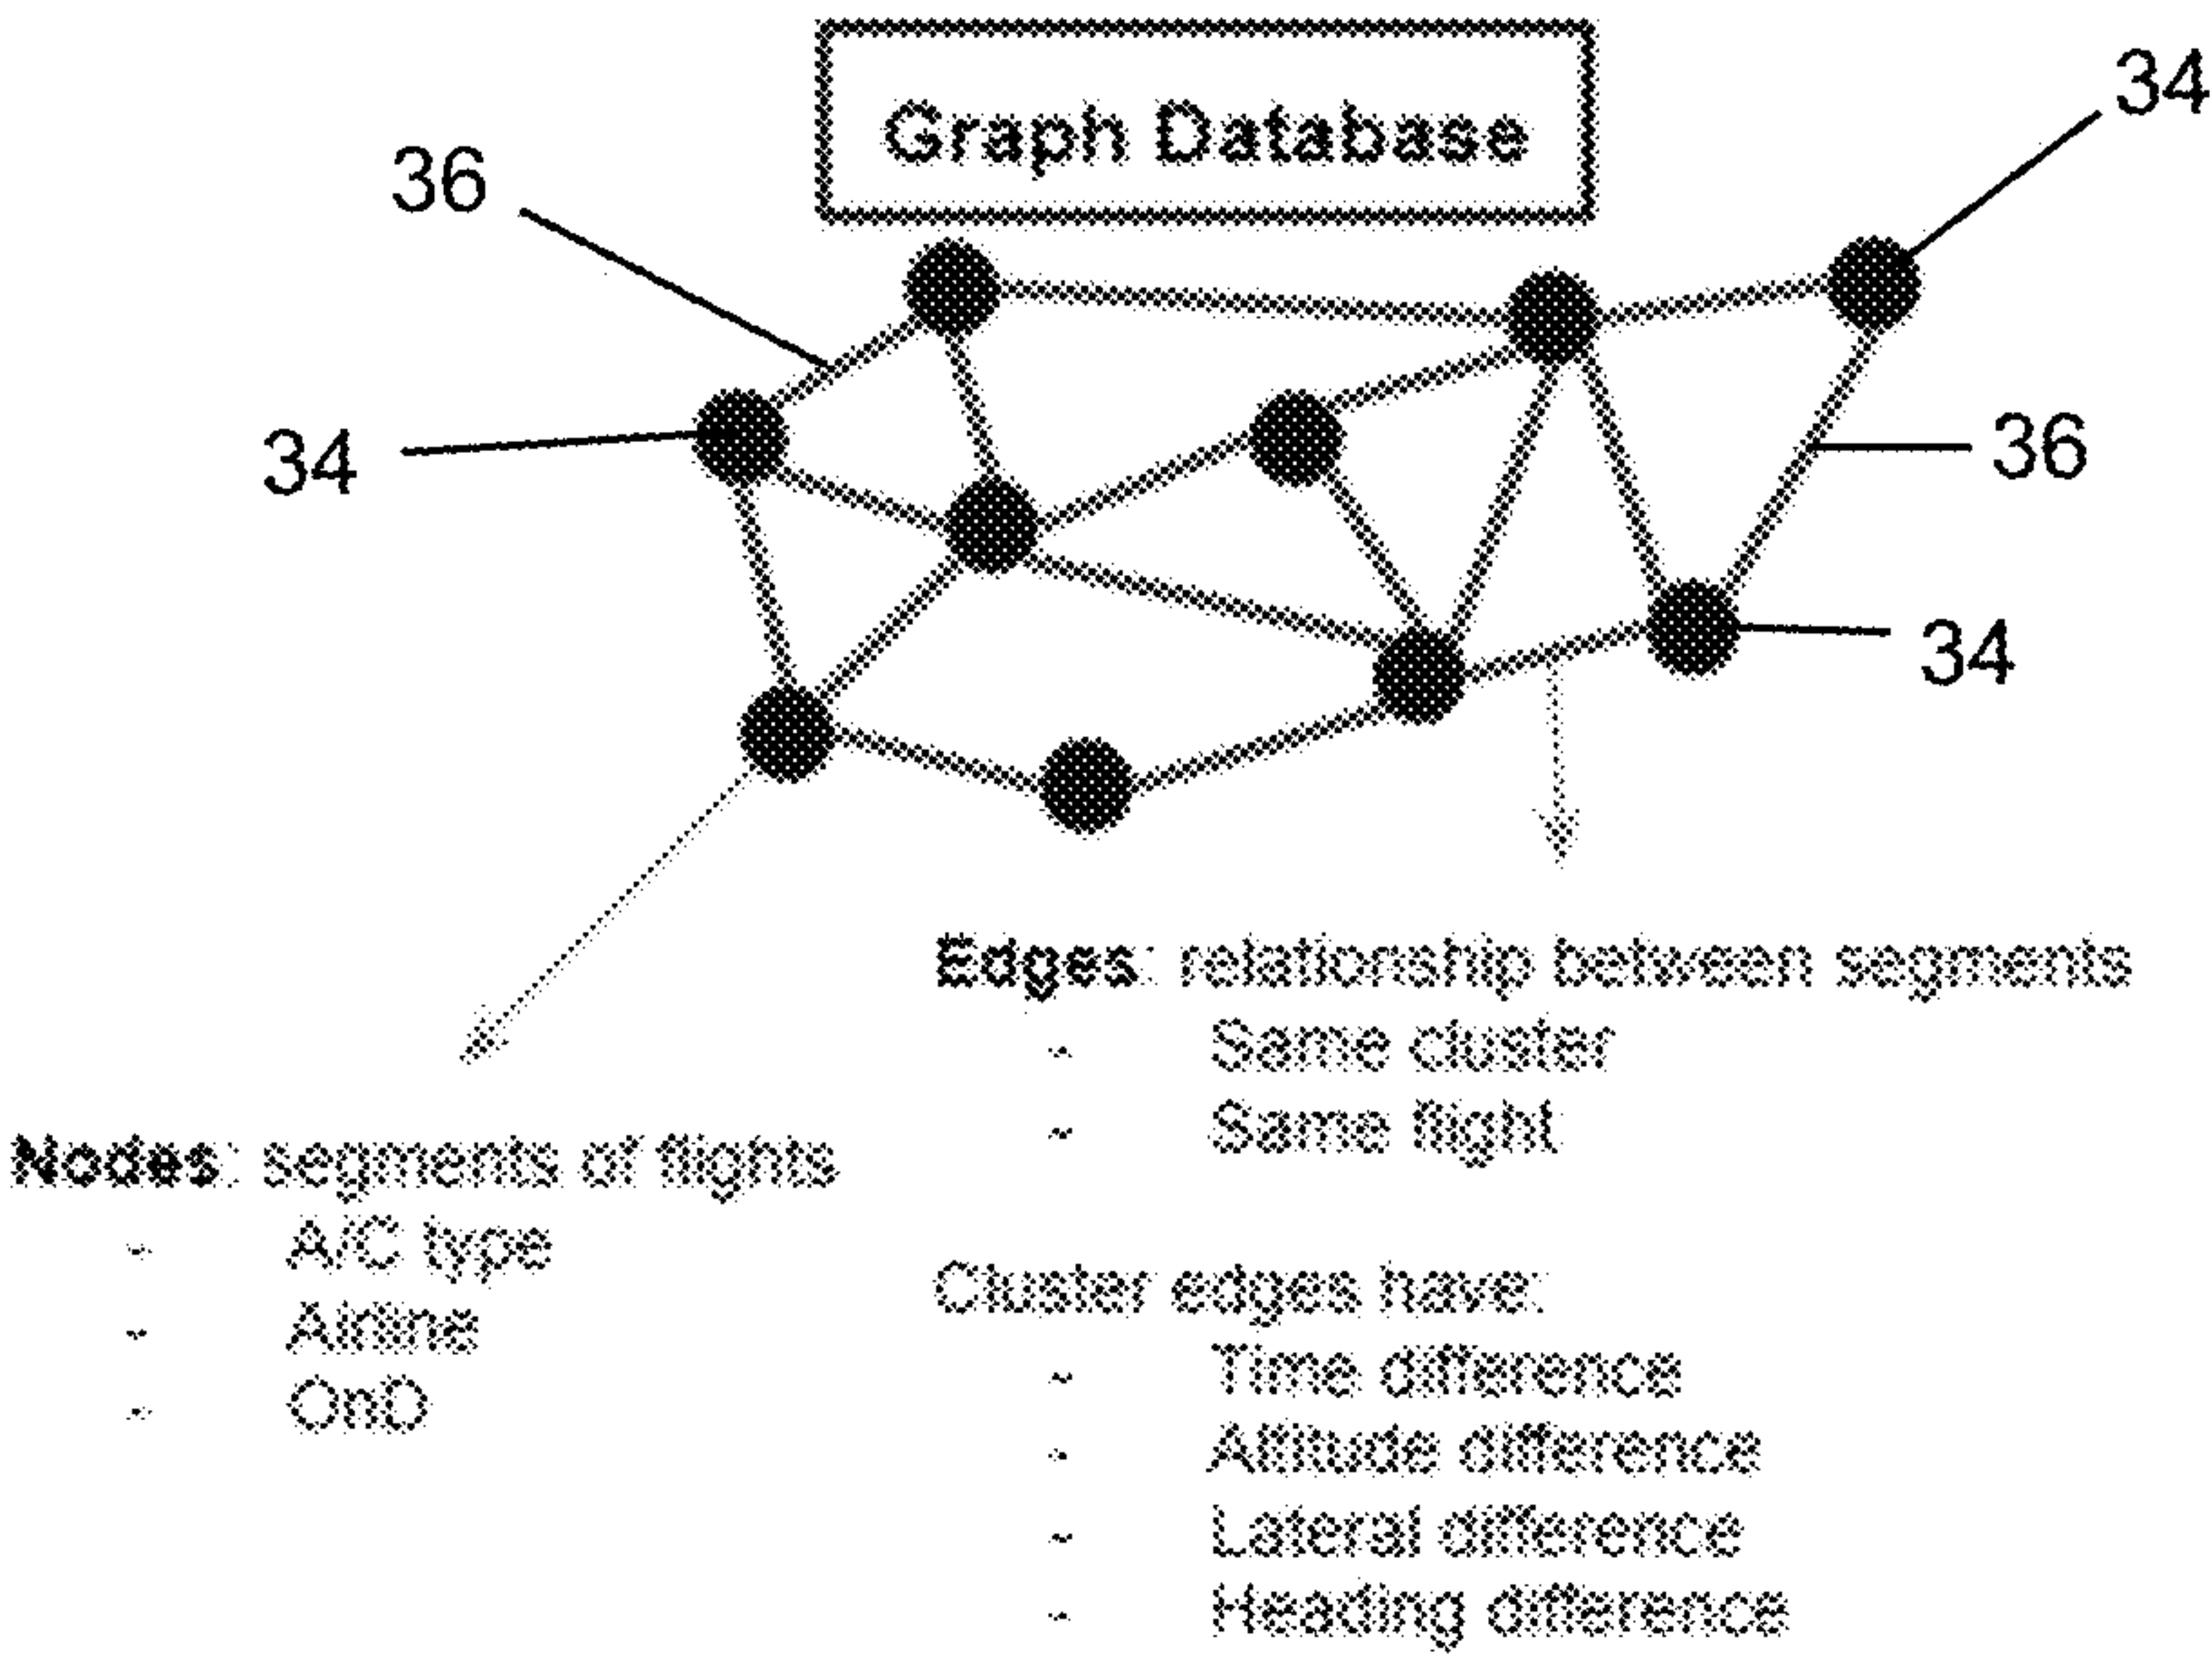 Graph Database
34
36
34
36
34
Edges: relationship between segments
- Same cluster
- Same flight
Nodes: segments of flights
- A/C type
- Airline
- OnD
Cluster edges have:
- Time difference
- Altitude difference
- Lateral difference
- Heading difference